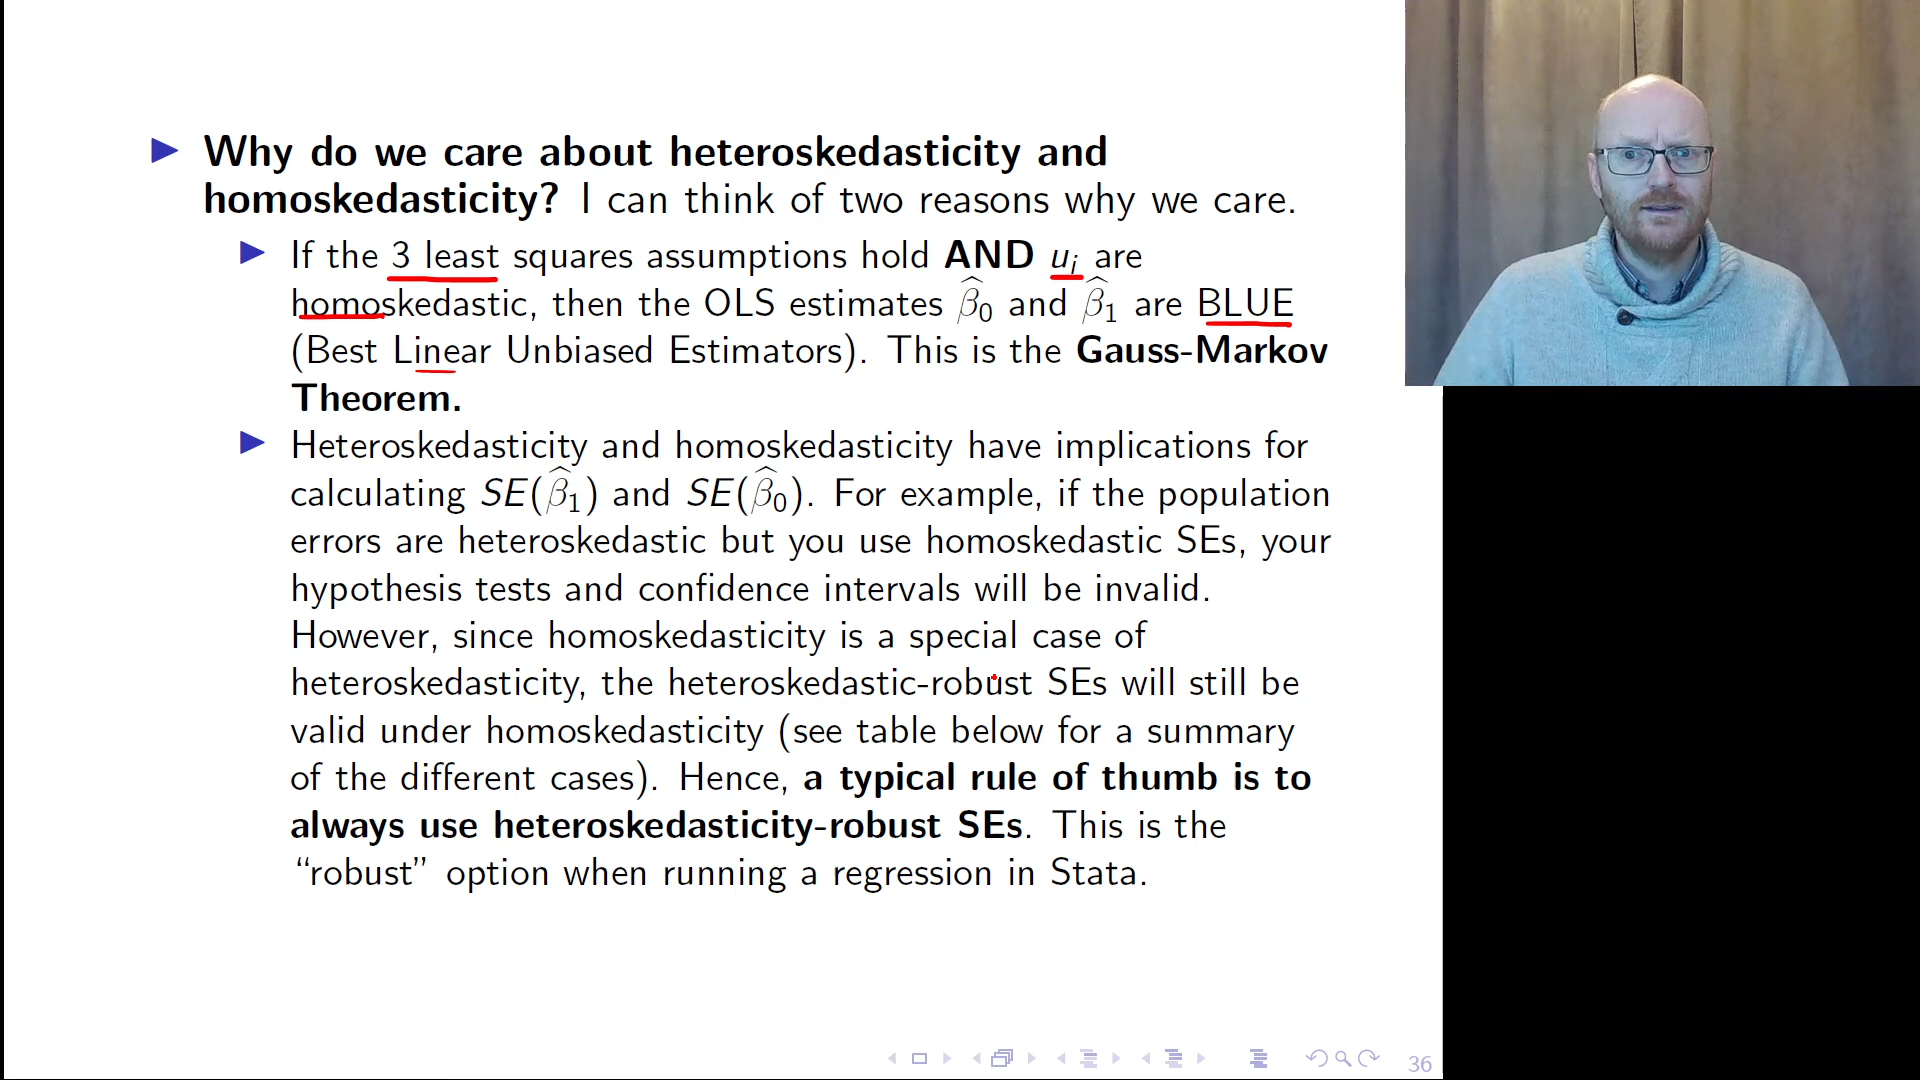 Why do we care about heteroskedasticity and
homoskedasticity? I can think of two reasons why we care.
If the 3 least squares assumptions hold AND u_i are
homoskedastic, then the OLS estimates β̂₀ and β̂₁ are BLUE
(Best Linear Unbiased Estimators). This is the Gauss-Markov
Theorem.
Heteroskedasticity and homoskedasticity have implications for
calculating SE(β̂₁) and SE(β̂₀). For example, if the population
errors are heteroskedastic but you use homoskedastic SEs, your
hypothesis tests and confidence intervals will be invalid.
However, since homoskedasticity is a special case of
heteroskedasticity, the heteroskedastic-robust SEs will still be
valid under homoskedasticity (see table below for a summary
of the different cases). Hence, a typical rule of thumb is to
always use heteroskedasticity-robust SEs. This is the
“robust” option when running a regression in Stata.
36